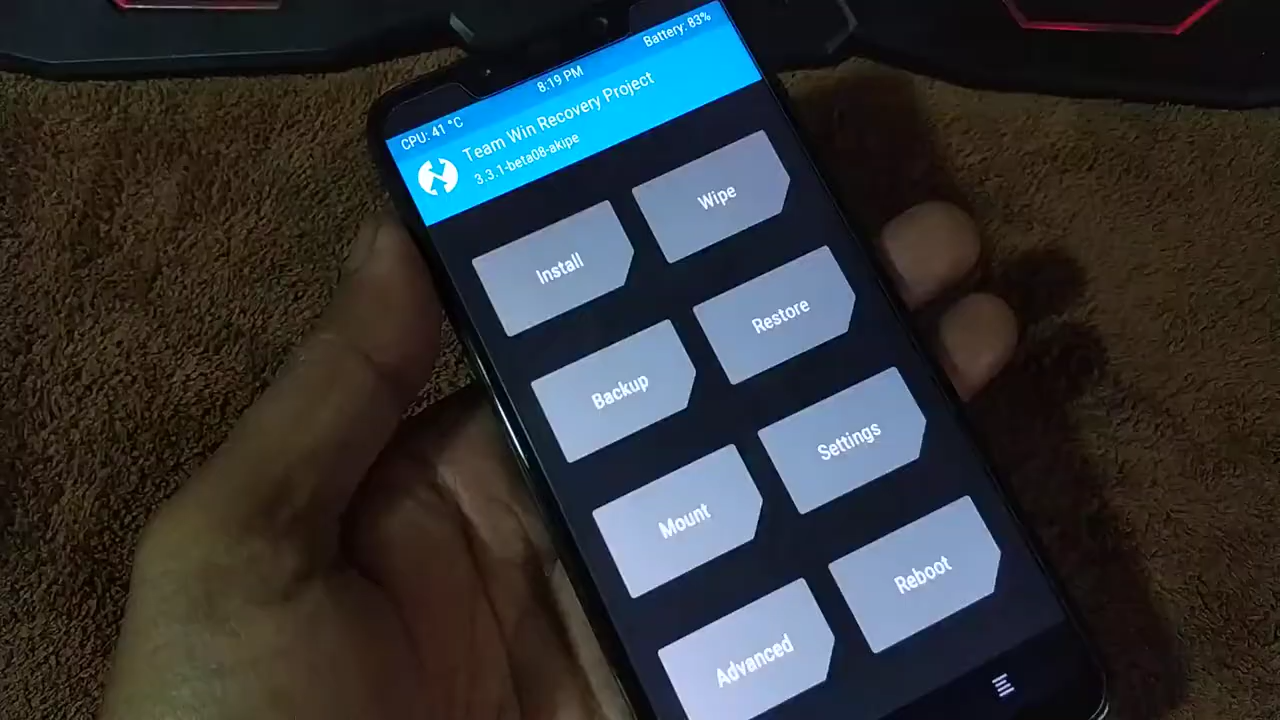 CPU: 41 °C
8:19 PM
Battery: 83%
Team Win Recovery Project
3.3.1-beta08-akipe
Install
Wipe
Backup
Restore
Mount
Settings
Advanced
Reboot